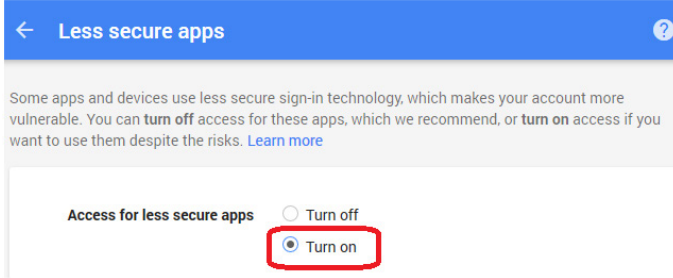 Less secure apps
Some apps and devices use less secure sign-in technology, which makes your account more
vulnerable. You can turn off access for these apps, which we recommend, or turn on access if you
want to use them despite the risks. Learn more
Access for less secure apps Turn off
Turn on